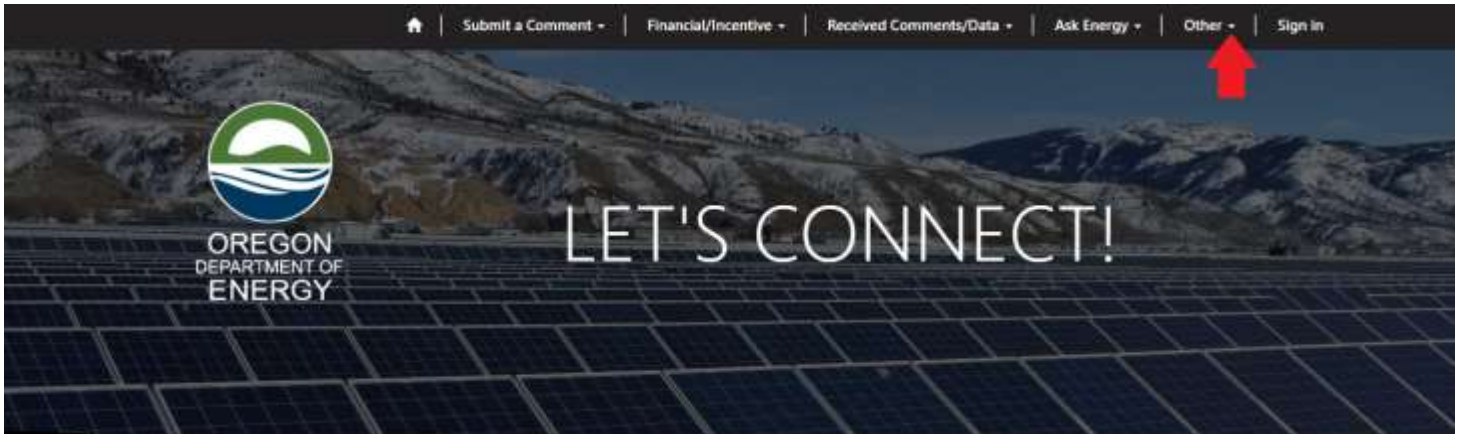 Submit a Comment
Financial/Incentive
Received Comments/Data
Ask Energy
Other
Sign In
OREGON
DEPARTMENT OF
ENERGY
LET'S CONNECT!